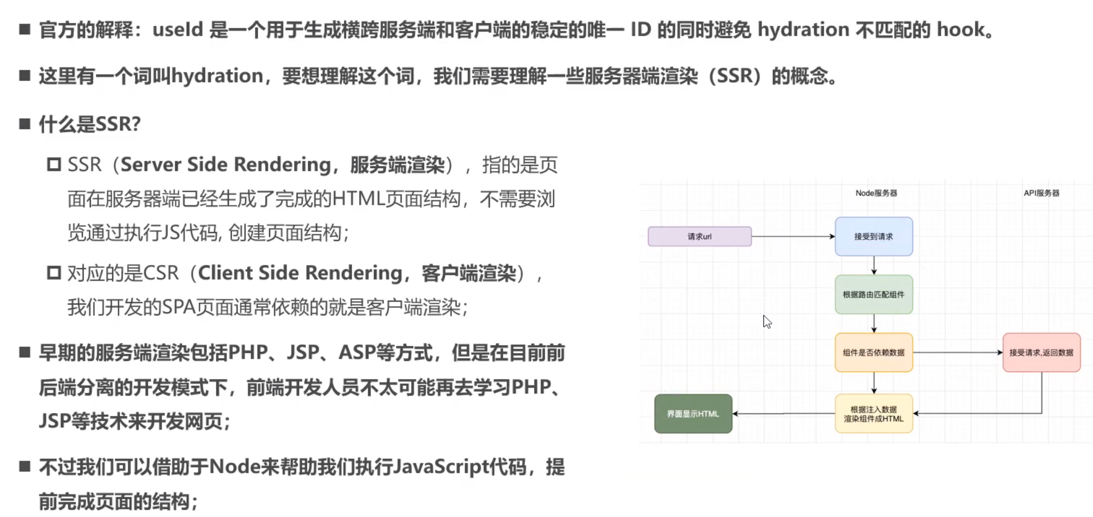 官方的解释：useId 是一个用于生成横跨服务端和客户端的稳定的唯一 ID 的同时避免 hydration 不匹配的 hook。
这里有一个词叫hydration，要想理解这个词，我们需要理解一些服务器端渲染（SSR）的概念。
什么是SSR？
SSR（Server Side Rendering，服务端渲染），指的是页
面在服务器端已经生成了完成的HTML页面结构，不需要浏
览通过执行JS代码, 创建页面结构；
对应的是CSR（Client Side Rendering，客户端渲染），
我们开发的SPA页面通常依赖的就是客户端渲染；
早期的服务端渲染包括PHP、JSP、ASP等方式，但是在目前前
后端分离的开发模式下，前端开发人员不太可能再去学习PHP、
JSP等技术来开发网页；
不过我们可以借助于Node来帮助我们执行JavaScript代码，提
前完成页面的结构；
Node服务器
API服务器
请求url
接受到请求
根据路由匹配组件
组件是否依赖数据
接受请求,返回数据
界面显示HTML
根据注入数据
渲染组件成HTML